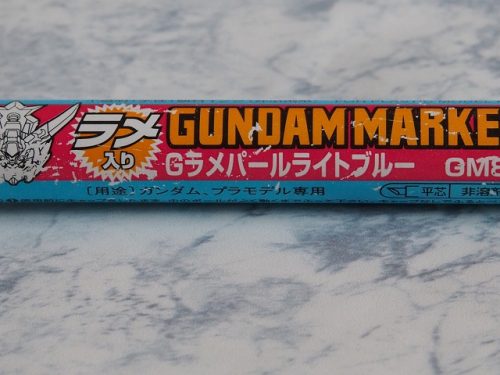 ラメ
入り
GUNDAM MARKE
Gラメパールライトブルー GM8
〔用途〕ガンダム、プラモデル専用
平芯 非溶